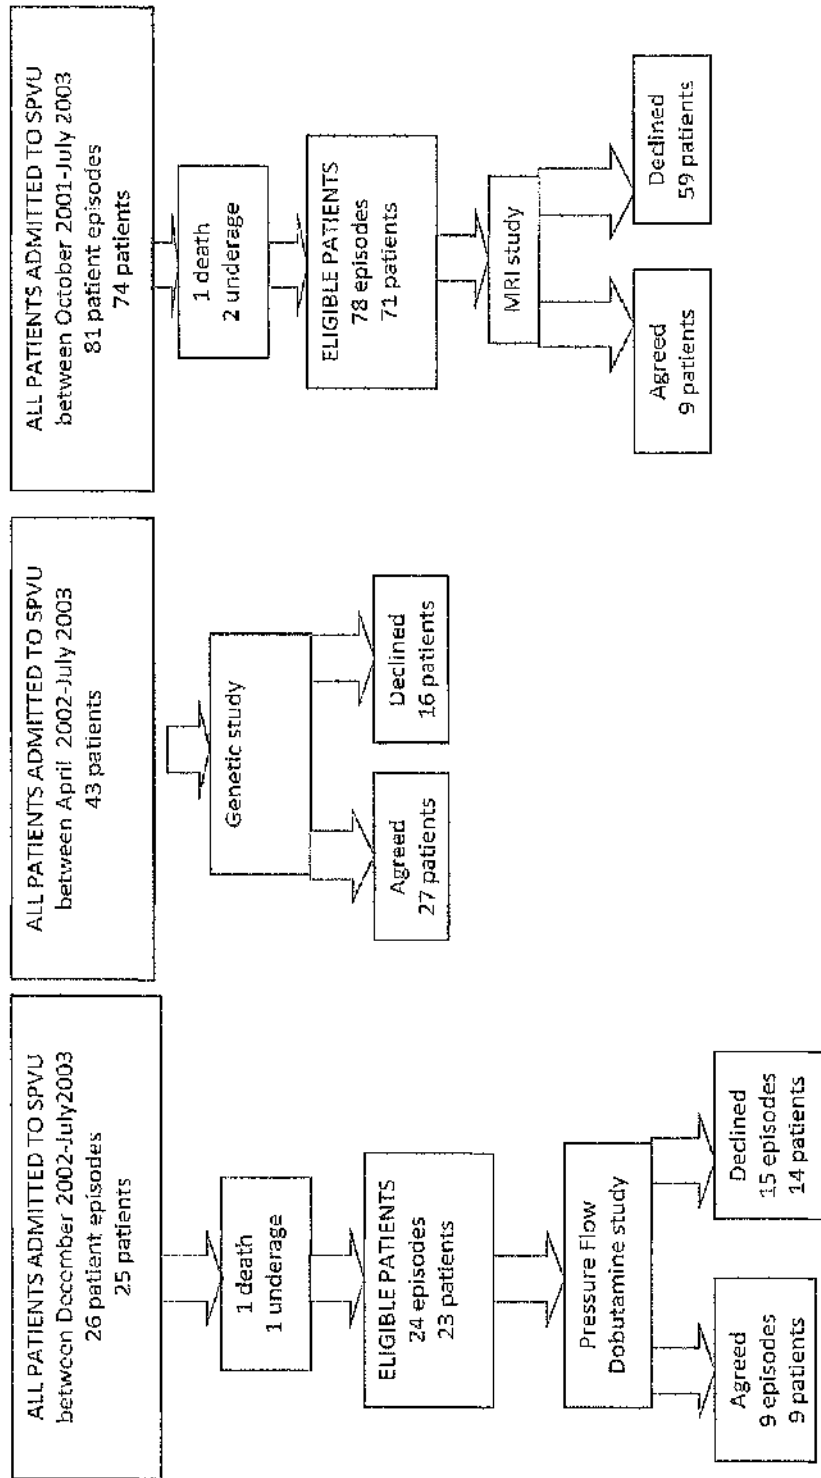 ALL PATIENTS ADMITTED TO SPVU
between December 2002-July2003
26 patient episodes
25 patients
1 death
1 underage
ELIGIBLE PATIENTS
24 episodes
23 patients
Pressure Flow
Dobutamine study
Agreed
9 episodes
9 patients
Declined
15 episodes
14 patients
ALL PATIENTS ADMITTED TO SPVU
between April 2002-July 2003
43 patients
Genetic study
Agreed
27 patients
Declined
16 patients
ALL PATIENTS ADMITTED TO SPVU
between October 2001-July 2003
81 patient episodes
74 patients
1 death
2 underage
ELIGIBLE PATIENTS
78 episodes
71 patients
MRI study
Agreed
9 patients
Declined
59 patients